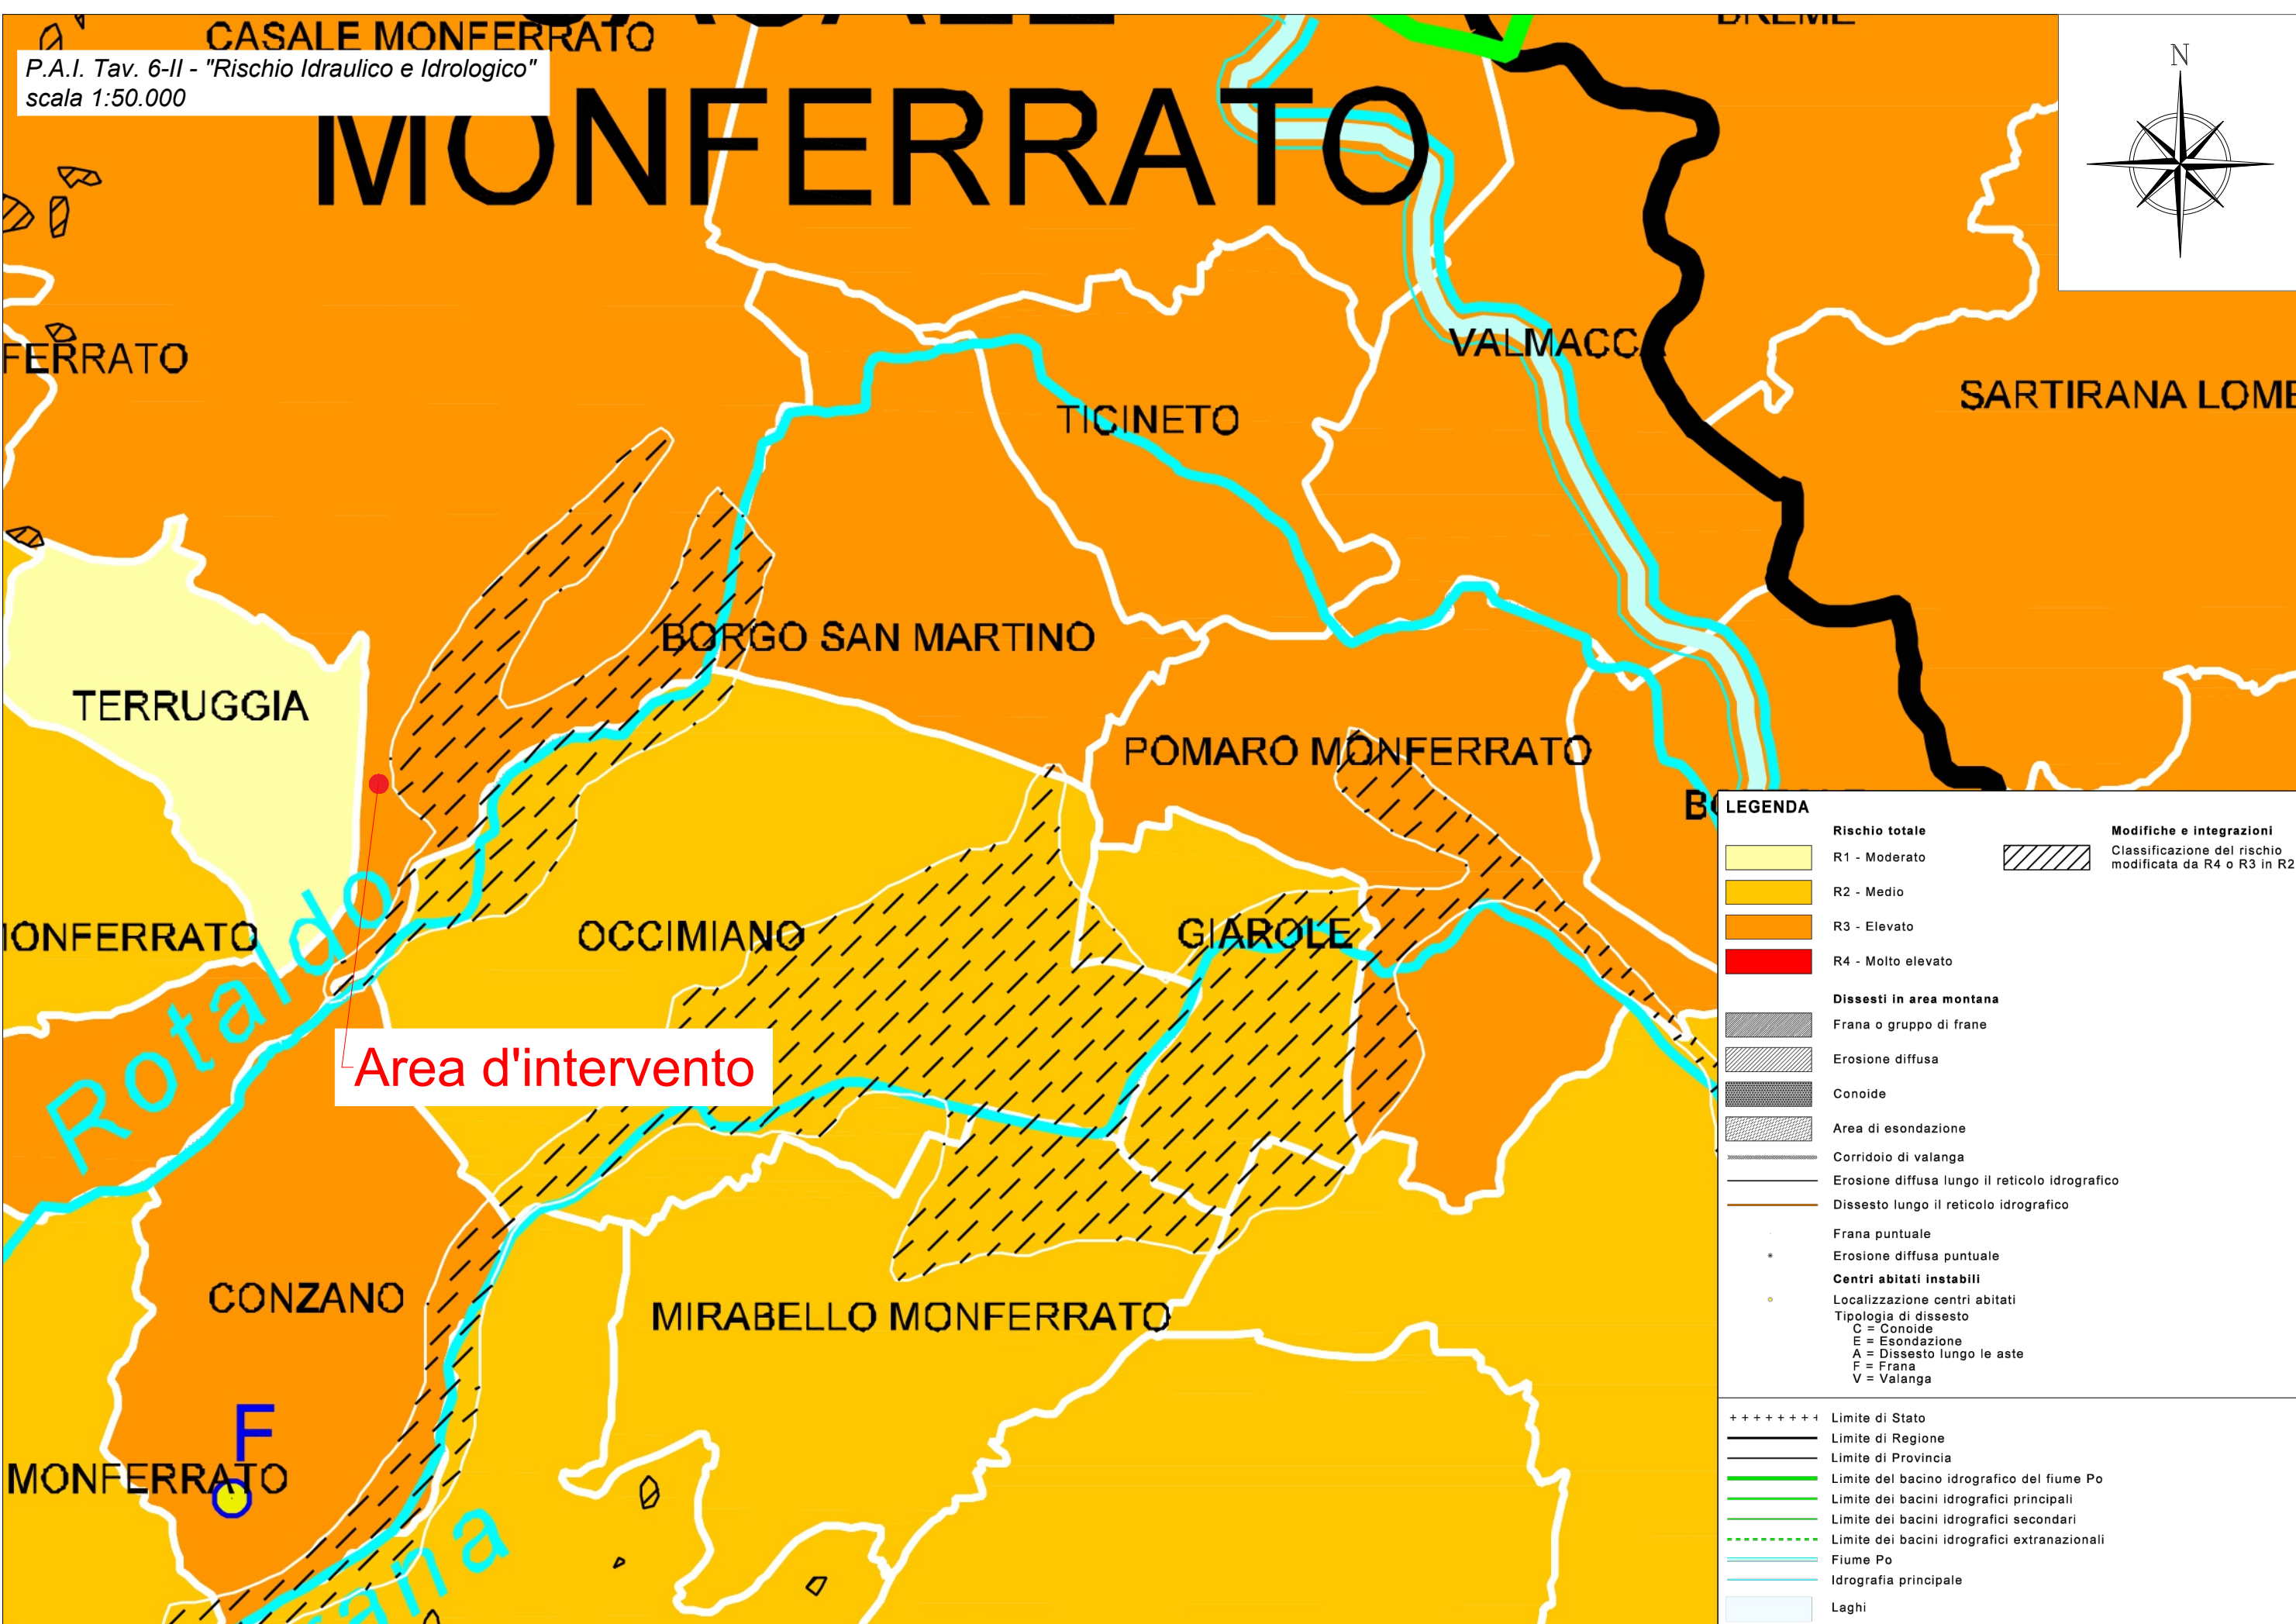 CASALE MONFERRATO
P.A.I. Tav. 6-II - "Rischio Idraulico e Idrologico"
scala 1:50.000
MONFERRATO
N
FERRATO
VALMACCA
TICINETO
SARTIRANA LOME
BORGO SAN MARTINO
TERRUGGIA
POMARO MONFERRATO
MONFERRATO
OCCIMIANO
GIAROLE
Rotaldo
Area d'intervento
CONZANO
MIRABELLO MONFERRATO
F
MONFERRATO
ana
LEGENDA
Rischio totale
R1 - Moderato
R2 - Medio
R3 - Elevato
R4 - Molto elevato
Modifiche e integrazioni
Classificazione del rischio
modificata da R4 o R3 in R2
Dissesti in area montana
Frana o gruppo di frane
Erosione diffusa
Conoide
Area di esondazione
Corridoio di valanga
Erosione diffusa lungo il reticolo idrografico
Dissesto lungo il reticolo idrografico
Frana puntuale
Erosione diffusa puntuale
Centri abitati instabili
Localizzazione centri abitati
Tipologia di dissesto
C = Conoide
E = Esondazione
A = Dissesto lungo le aste
F = Frana
V = Valanga
Limite di Stato
Limite di Regione
Limite di Provincia
Limite del bacino idrografico del fiume Po
Limite dei bacini idrografici principali
Limite dei bacini idrografici secondari
Limite dei bacini idrografici extranazionali
Fiume Po
Idrografia principale
Laghi